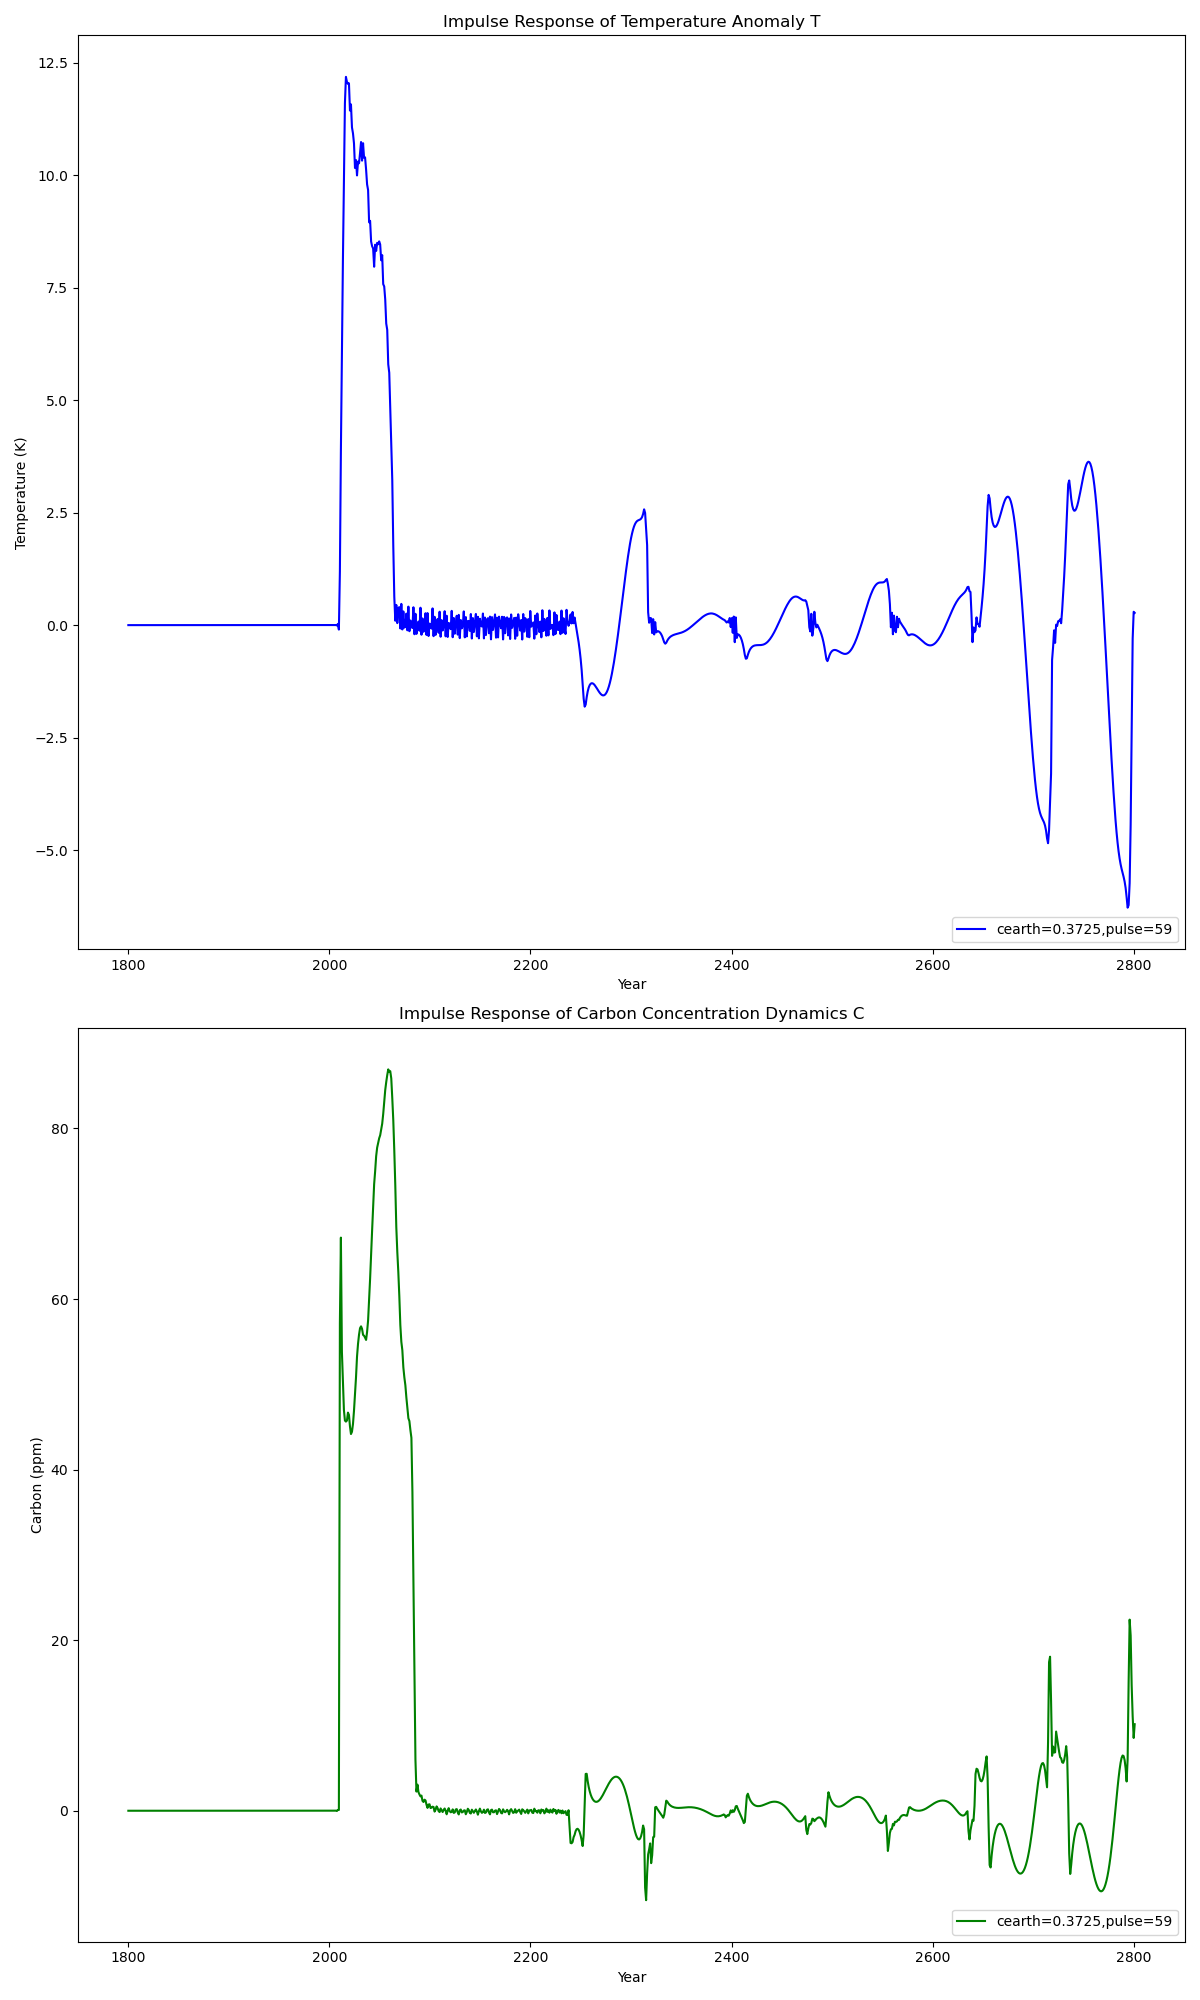 Impulse Response of Temperature Anomaly T
12.5
10.0
7.5
5.0
2.5
0.0
−2.5
−5.0
Temperature (K)
cearth=0.3725,pulse=59
1800 2000 2200 2400 2600 2800
Year
Impulse Response of Carbon Concentration Dynamics C
80
60
40
20
0
Carbon (ppm)
cearth=0.3725,pulse=59
1800 2000 2200 2400 2600 2800
Year